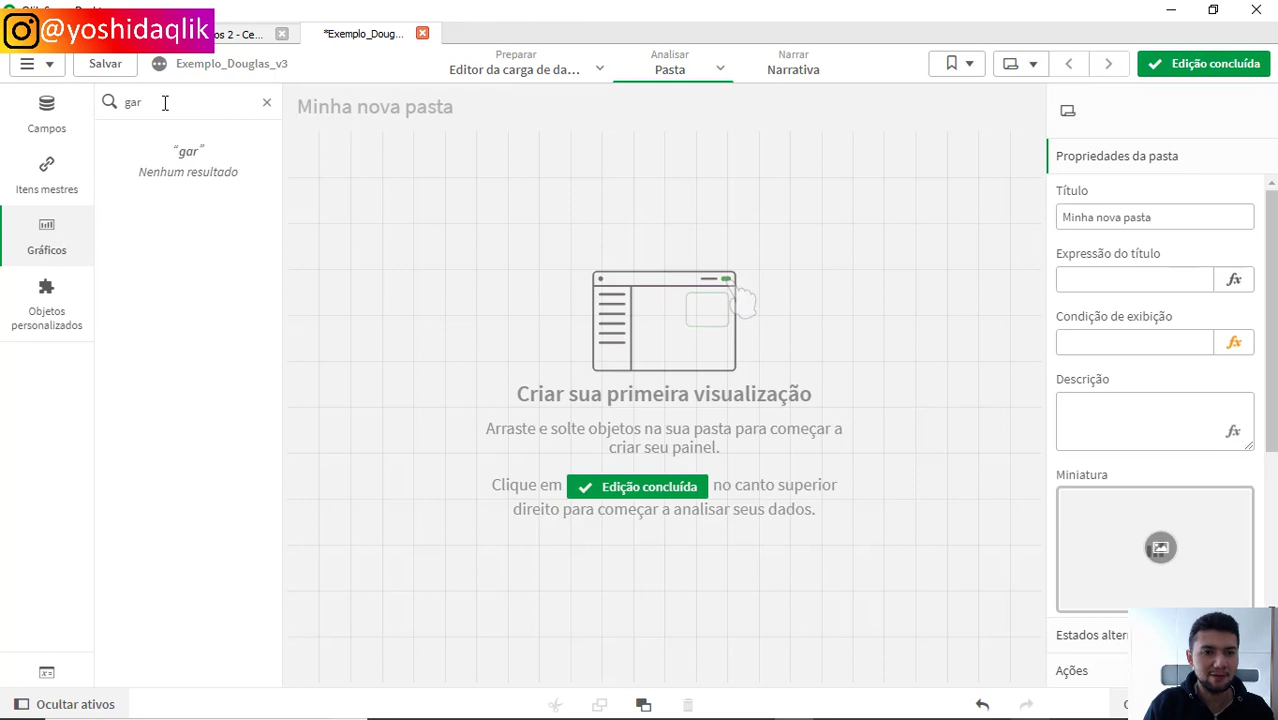 @yoshidaqlik
os 2 - Ce...
*Exemplo_Doug...
Salvar
Exemplo_Douglas_v3
Preparar
Editor da carga de da...
Analisar
Pasta
Narrar
Narrativa
Edição concluída
Campos
Itens mestres
Gráficos
Objetos
personalizados
gar
“gar”
Nenhum resultado
Minha nova pasta
Criar sua primeira visualização
Arraste e solte objetos na sua pasta para começar a
criar seu painel.
Clique em Edição concluída no canto superior
direito para começar a analisar seus dados.
Propriedades da pasta
Título
Minha nova pasta
Expressão do título
fx
Condição de exibição
fx
Descrição
fx
Miniatura
Estados alter
Ações
Ocultar ativos